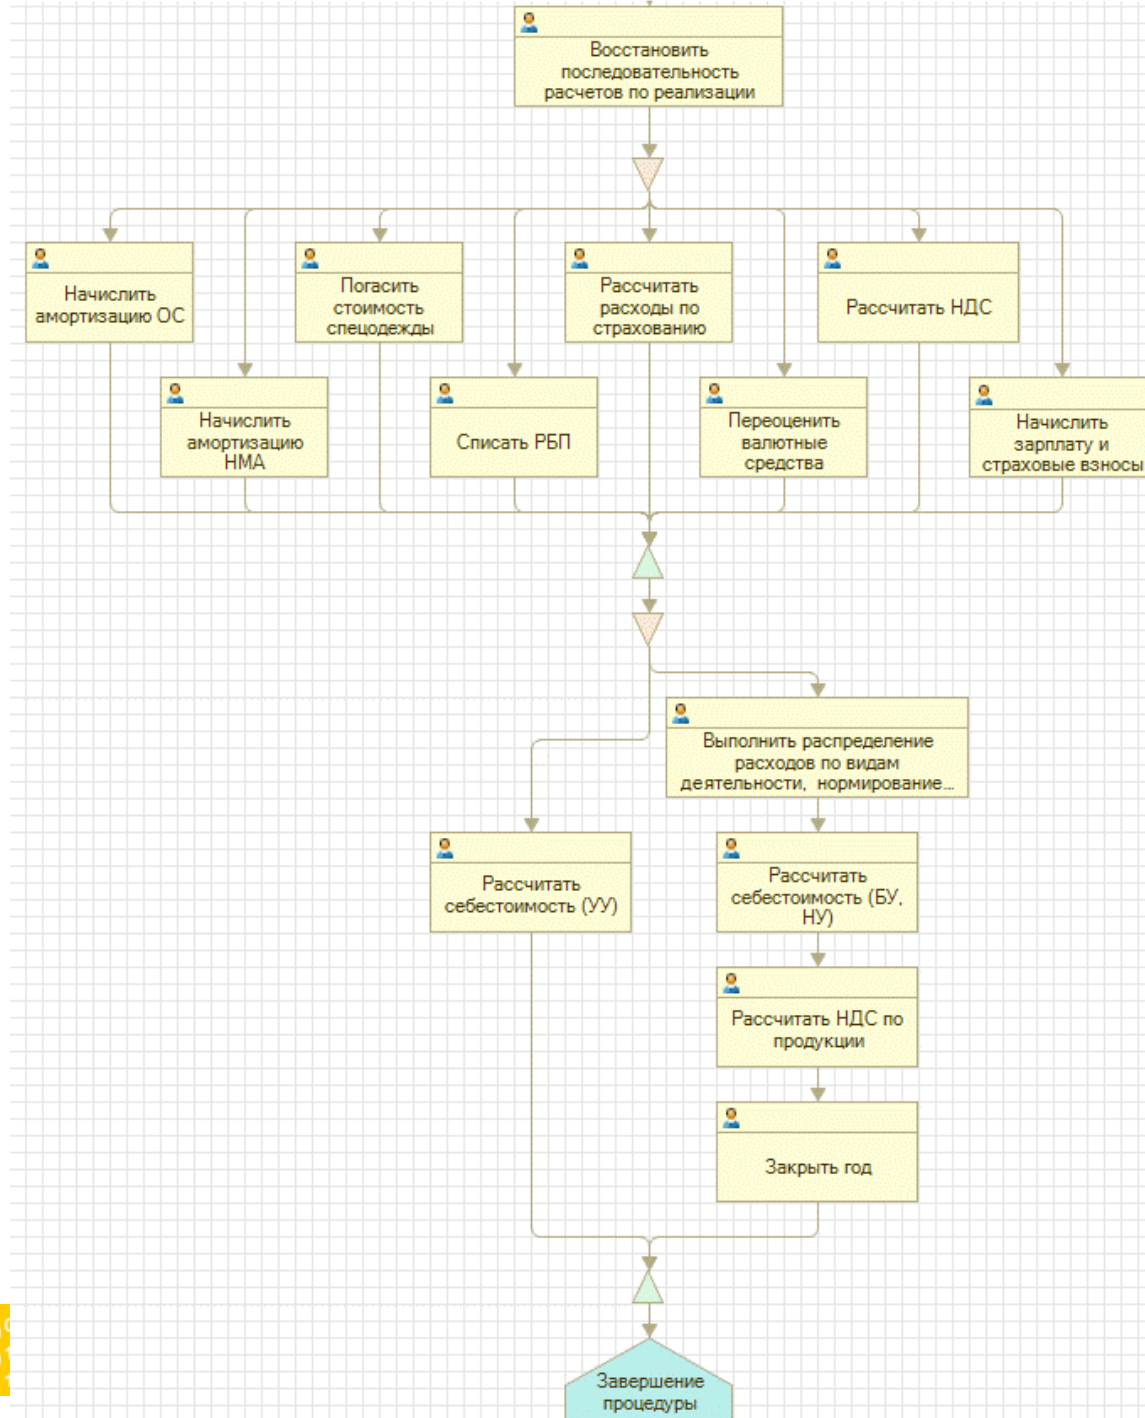 Восстановить
последовательность
расчетов по реализации
Начислить
амортизацию ОС
Погасить
стоимость
спецодежды
Рассчитать
расходы по
страхованию
Рассчитать НДС
Начислить
амортизацию
НМА
Списать РБП
Переоценить
валютные
средства
Начислить
зарплату и
страховые взносы
Выполнить распределение
расходов по видам
деятельности, нормирование...
Рассчитать
себестоимость (УУ)
Рассчитать
себестоимость (БУ,
НУ)
Рассчитать НДС по
продукции
Закрыть год
Завершение
процедуры